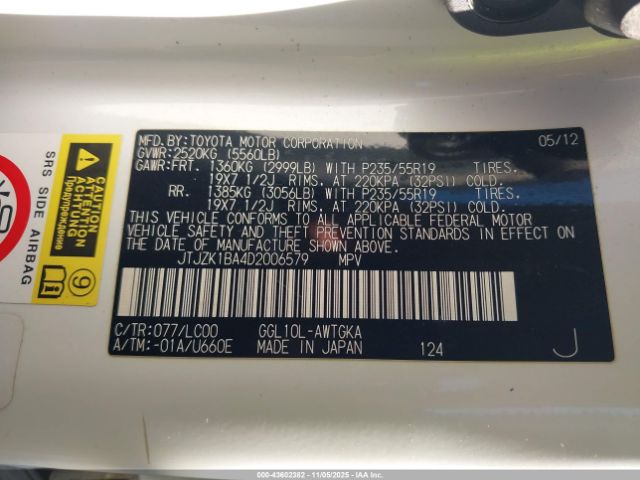 MFD.BY:TOYOTA MOTOR CORPORATION 05/12
GVWR:2520KG (5560LB)
GAWR:FRT. 1360KG (2999LB) WITH P235/55R19 TIRES.
19X7 1/2J RIMS. AT 220KPA (32PSI) COLD.
RR. 1385KG (3056LB) WITH P235/55R19 TIRES.
19X7 1/2J RIMS. AT 220KPA (32PSI) COLD.
THIS VEHICLE CONFORMS TO ALL APPLICABLE FEDERAL MOTOR
VEHICLE SAFETY AND THEFT PREVENTION STANDARDS IN EFFECT
ON THE DATE OF MANUFACTURE SHOWN ABOVE.
JTJZK1BA4D2006579 MPV
C/TR:077/LC00 GGL10L-AWTGKA
A/TM:-01A/U660E MADE IN JAPAN 124 J
SRS SIDE AIRBAG
CAUTION
ATTENTION
Предупреждение
9
000-43602382 - 11/05/2025 - IAAI.COM